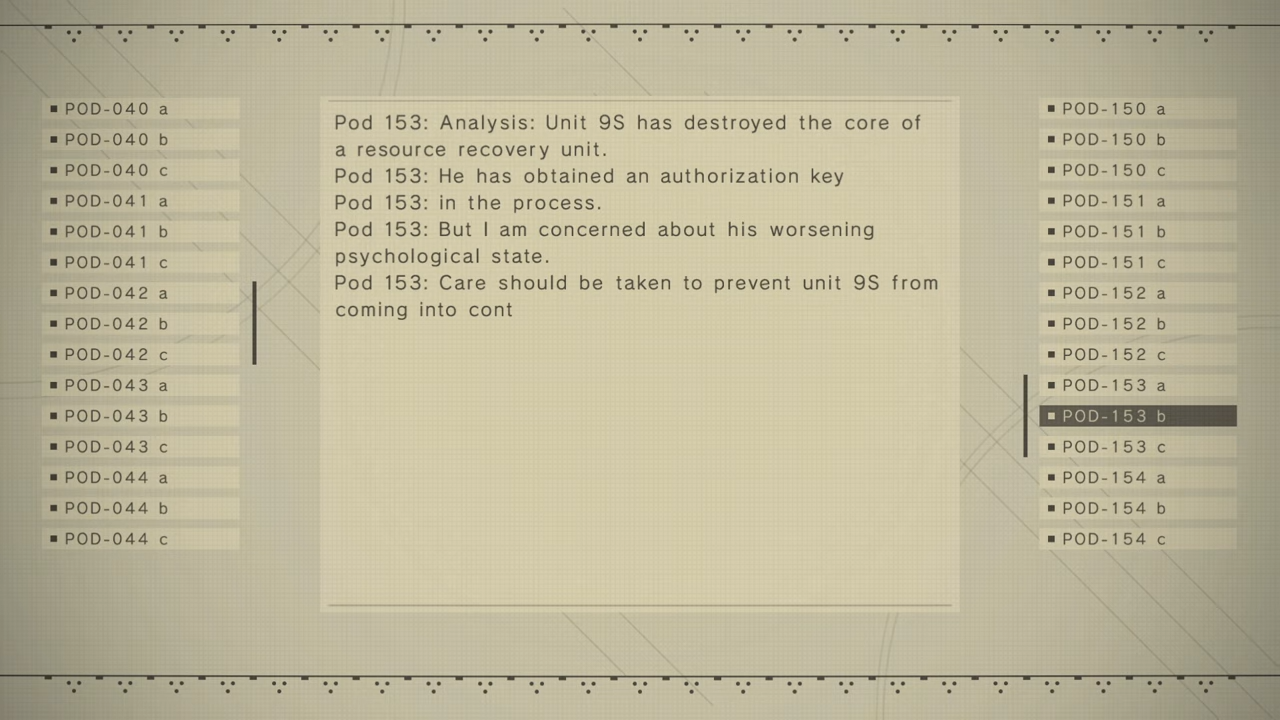 POD-040 a
POD-040 b
POD-040 c
POD-041 a
POD-041 b
POD-041 c
POD-042 a
POD-042 b
POD-042 c
POD-043 a
POD-043 b
POD-043 c
POD-044 a
POD-044 b
POD-044 c
Pod 153: Analysis: Unit 9S has destroyed the core of
a resource recovery unit.
Pod 153: He has obtained an authorization key
Pod 153: in the process.
Pod 153: But I am concerned about his worsening
psychological state.
Pod 153: Care should be taken to prevent unit 9S from
coming into cont
POD-150 a
POD-150 b
POD-150 c
POD-151 a
POD-151 b
POD-151 c
POD-152 a
POD-152 b
POD-152 c
POD-153 a
POD-153 b
POD-153 c
POD-154 a
POD-154 b
POD-154 c